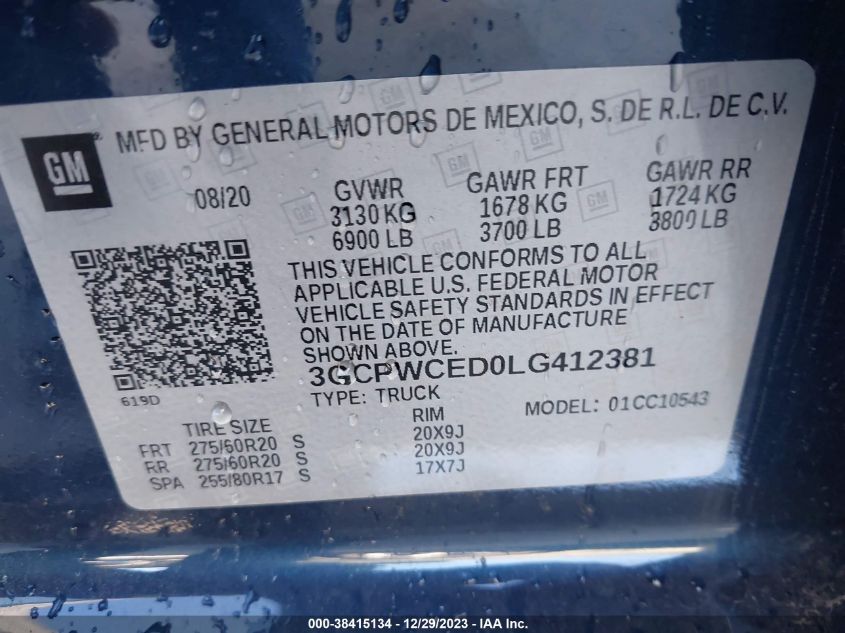 MFD BY GENERAL MOTORS DE MEXICO, S. DE R.L. DE C.V.
GM
08/20
GVWR
3130 KG
6900 LB
GAWR FRT
1678 KG
3700 LB
GAWR RR
1724 KG
3800 LB
THIS VEHICLE CONFORMS TO ALL
APPLICABLE U.S. FEDERAL MOTOR
VEHICLE SAFETY STANDARDS IN EFFECT
ON THE DATE OF MANUFACTURE
SHOWN ABOVE.
3GCPWCED0LG412381
619D
TYPE: TRUCK
MODEL: 01CC10543
TIRE SIZE RIM
FRT 275/60R20 S 20X9J
RR 275/60R20 S 20X9J
SPA 255/80R17 S 17X7J
000-38415134 - 12/29/2023 - IAA Inc.